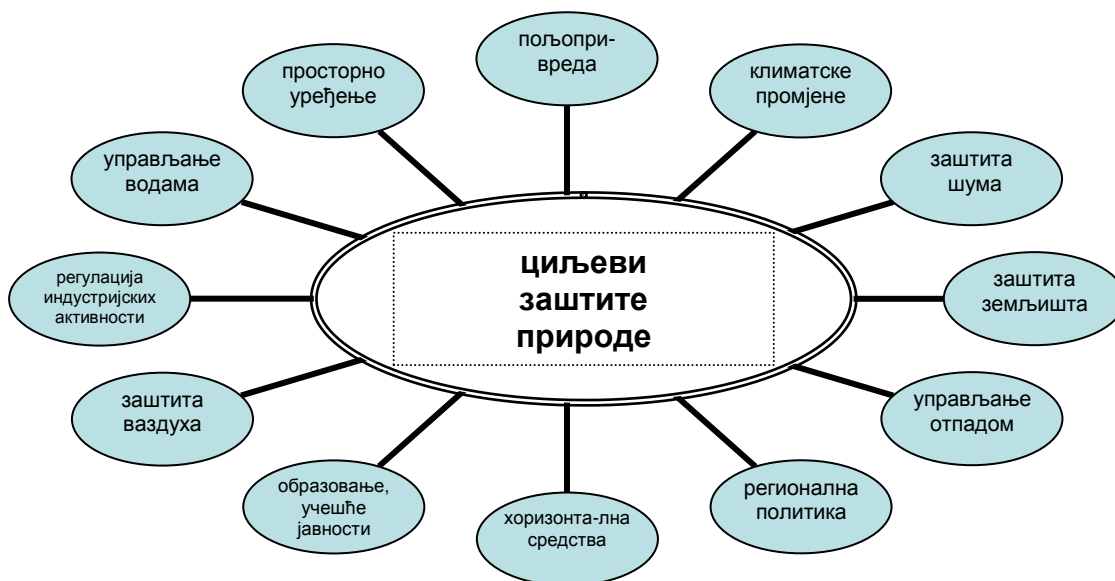 пољопри-
вреда
просторно
уређење
климатске
промјене
управљање
водама
заштита
шума
циљеви
заштите
природе
регулација
индустријских
активности
заштита
земљишта
заштита
ваздуха
управљање
отпадом
образовање,
учешће
јавности
хоризонта-лна
средства
регионална
политика